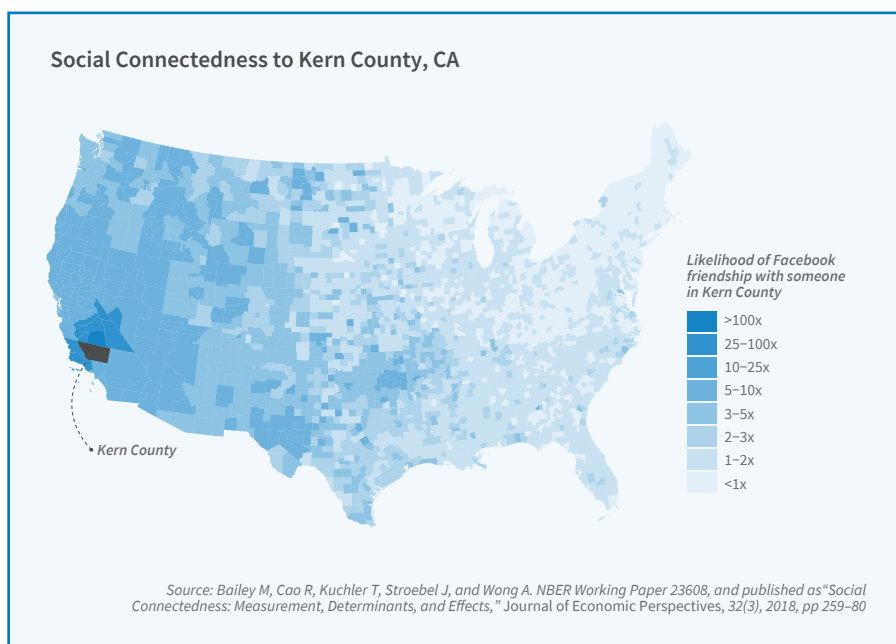 Social Connectedness to Kern County, CA
Likelihood of Facebook
friendship with someone
in Kern County
>100x
25–100x
10–25x
5-10x
3–5x
2–3x
1–2x
<1x
Kern County
Source: Bailey M, Cao R, Kuchler T, Stroebel J, and Wong A. NBER Working Paper 23608, and published as“Social
Connectedness: Measurement, Determinants, and Effects,” Journal of Economic Perspectives, 32(3), 2018, pp 259–80